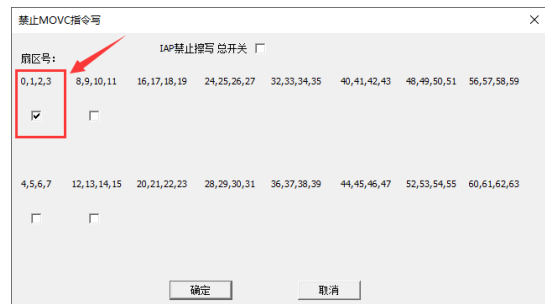 禁止MOVC指令写
IAP禁止擦写 总开关
扇区号：
0,1,2,3 8,9,10,11 16,17,18,19 24,25,26,27 32,33,34,35 40,41,42,43 48,49,50,51 56,57,58,59
4,5,6,7 12,13,14,15 20,21,22,23 28,29,30,31 36,37,38,39 44,45,46,47 52,53,54,55 60,61,62,63
确定 取消